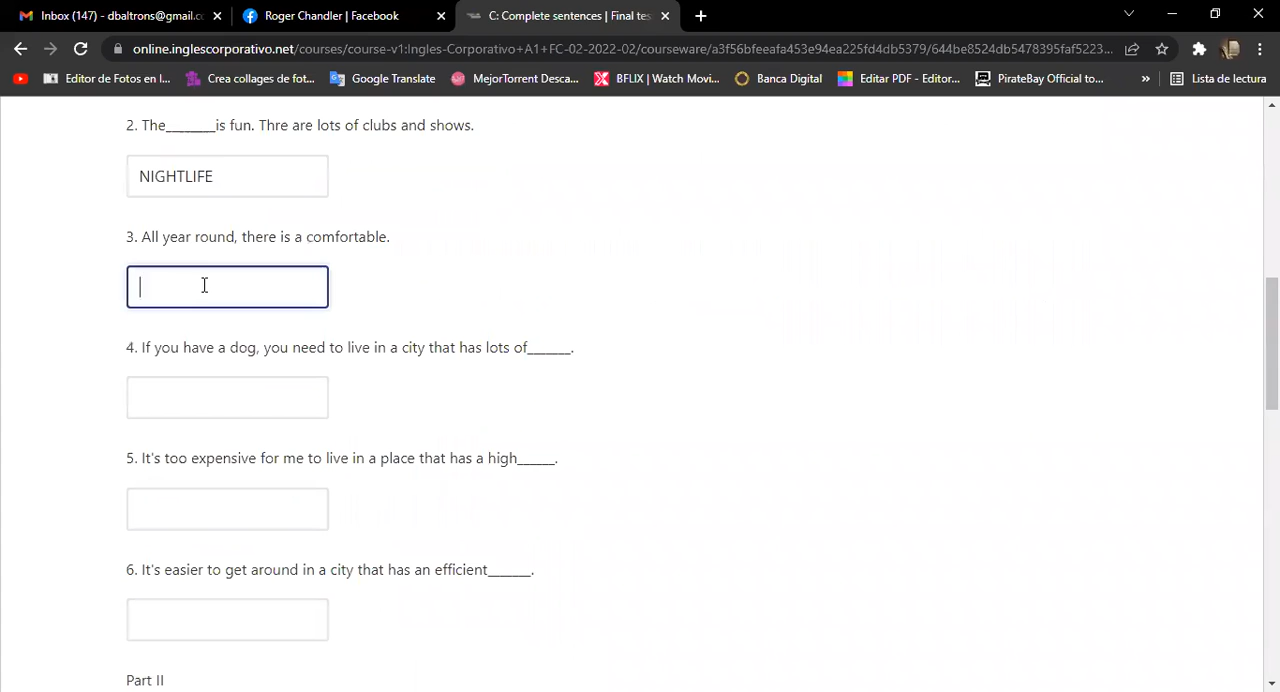 Inbox (147) - dbaltrons@gmail.c
Roger Chandler | Facebook
C: Complete sentences | Final tes
online.inglescorporativo.net/courses/course-v1:Ingles-Corporativo+A1+FC-02-2022-02/courseware/a3f56bfeeafa453e94ea225fd4db5379/644be8524db5478395faf5223...
Editor de Fotos en l...
Crea collages de fot...
Google Translate
MejorTorrent Desca...
BFLIX | Watch Movi...
Banca Digital
Editar PDF - Editor...
PirateBay Official to...
»
Lista de lectura
2. The________is fun. Thre are lots of clubs and shows.
NIGHTLIFE
3. All year round, there is a comfortable.
4. If you have a dog, you need to live in a city that has lots of_______.
5. It's too expensive for me to live in a place that has a high______.
6. It's easier to get around in a city that has an efficient_______.
Part II